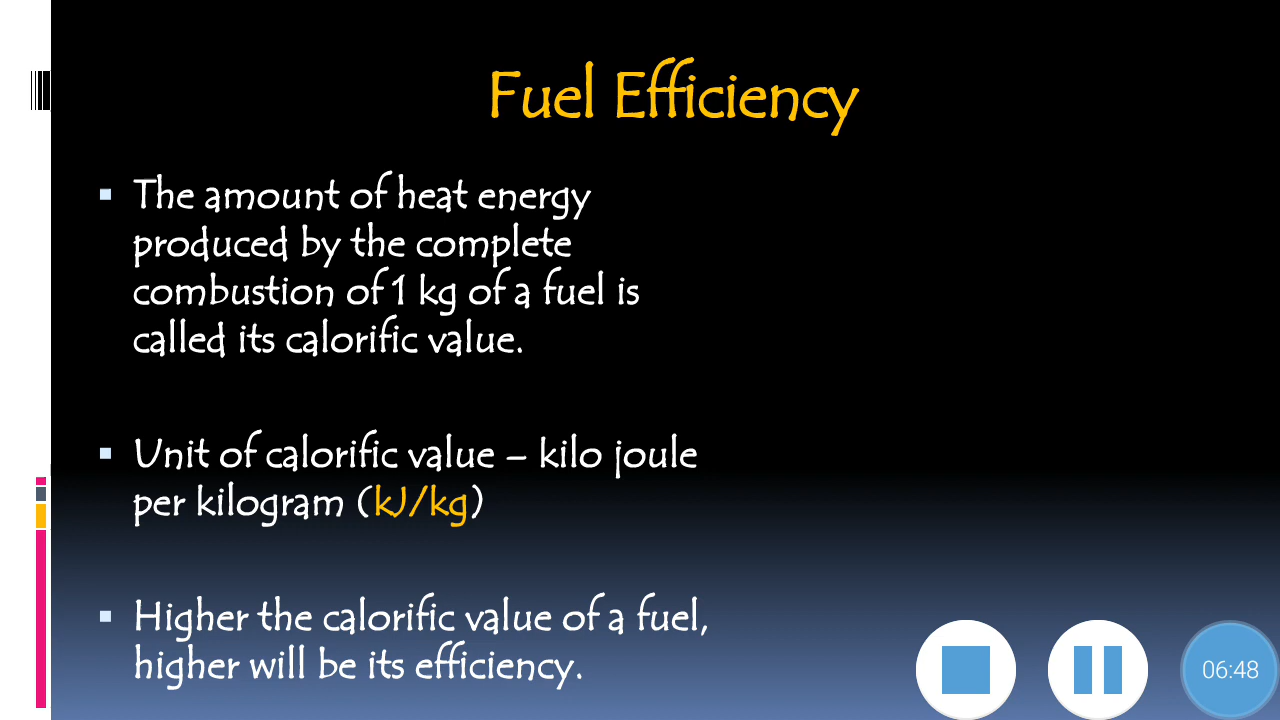 Fuel Efficiency
The amount of heat energy
produced by the complete
combustion of 1 kg of a fuel is
called its calorific value.
Unit of calorific value – kilo joule
per kilogram (kJ/kg)
Higher the calorific value of a fuel,
higher will be its efficiency.
06:48